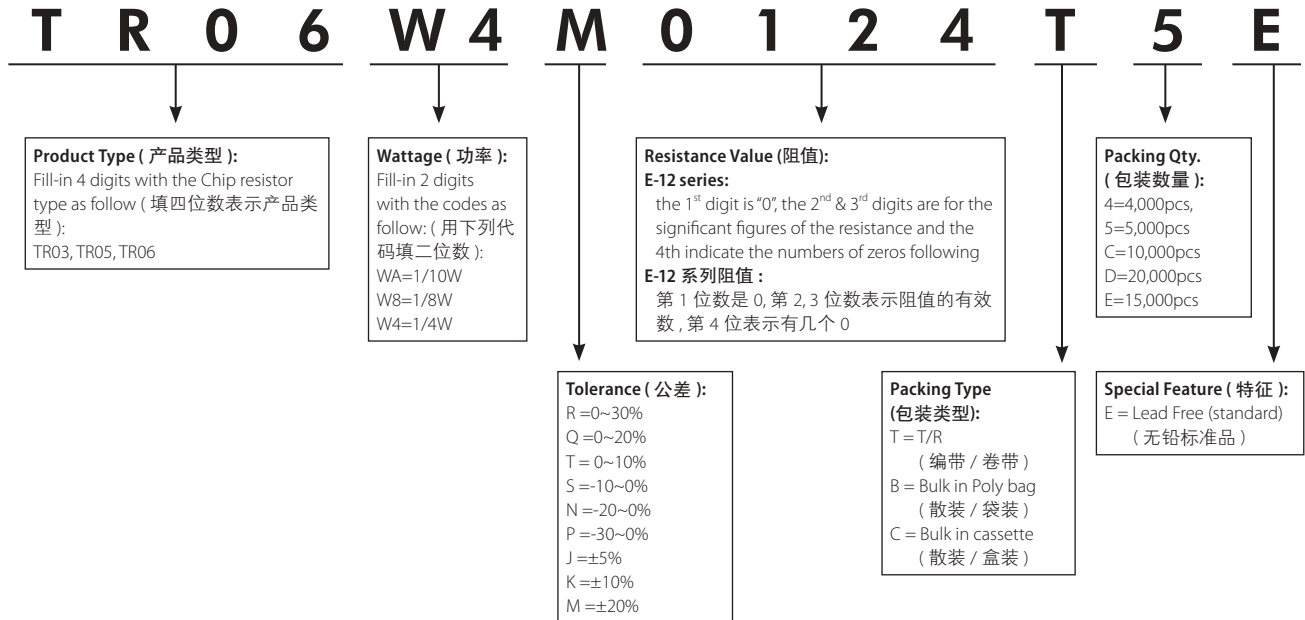 T R 0 6 W 4 M 0 1 2 4 T 5 E
Product Type ( 产品类型 ):
Fill-in 4 digits with the Chip resistor
type as follow ( 填四位数表示产品类
型 ):
TR03, TR05, TR06
Wattage ( 功率 ):
Fill-in 2 digits
with the codes as
follow: ( 用下列代
码填二位数 ):
WA=1/10W
W8=1/8W
W4=1/4W
Resistance Value (阻值):
E-12 series:
the 1st digit is "0", the 2nd & 3rd digits are for the
significant figures of the resistance and the
4th indicate the numbers of zeros following
E-12 系列阻值 :
第 1 位数是 0, 第 2, 3 位数表示阻值的有效
数 , 第 4 位表示有几个 0
Packing Qty.
( 包装数量 ):
4=4,000pcs,
5=5,000pcs
C=10,000pcs
D=20,000pcs
E=15,000pcs
Tolerance ( 公差 ):
R =0~30%
Q =0~20%
T = 0~10%
S =-10~0%
N =-20~0%
P =-30~0%
J =±5%
K =±10%
M =±20%
Packing Type
(包装类型):
T = T/R
( 编带 / 卷带 )
B = Bulk in Poly bag
( 散装 / 袋装 )
C = Bulk in cassette
( 散装 / 盒装 )
Special Feature ( 特征 ):
E = Lead Free (standard)
( 无铅标准品 )